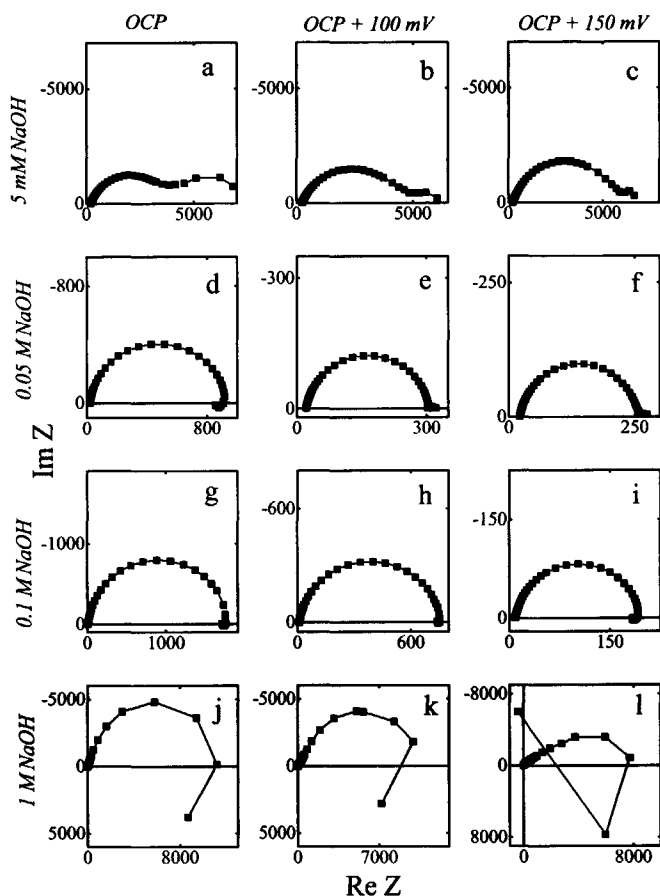 OCP
OCP + 100 mV
OCP + 150 mV
5 mM NaOH
a
-5000
0
0
5000
b
-5000
0
0
5000
c
-5000
0
0
5000
0.05 M NaOH
d
-800
0
0
800
e
-300
0
0
300
f
-250
0
0
250
Im Z
0.1 M NaOH
g
-1000
0
0
1000
h
-600
0
0
600
i
-150
0
0
150
1 M NaOH
j
-5000
0
5000
0
8000
k
-5000
0
5000
0
7000
l
-8000
0
8000
0
8000
Re Z